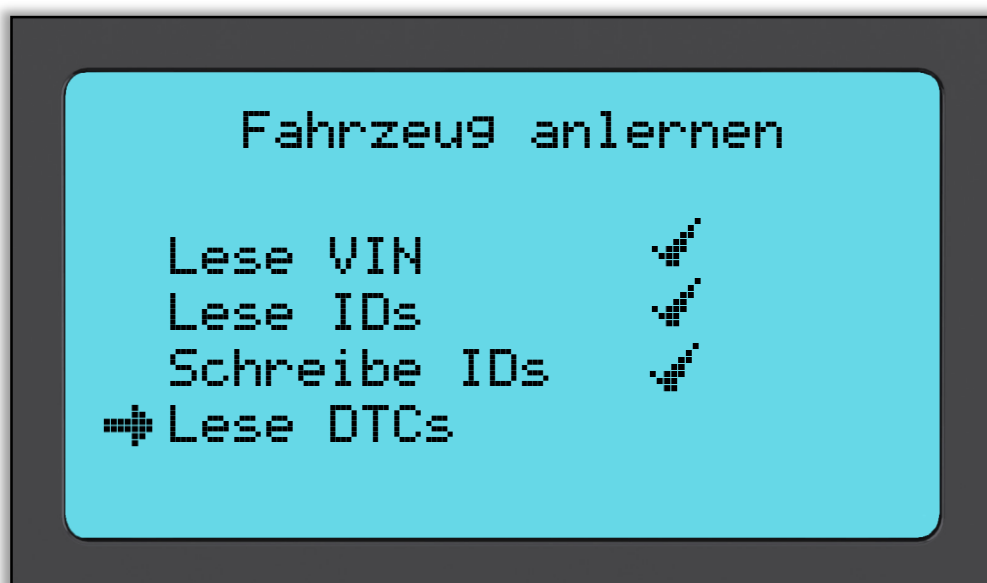 Fahrzeug anlernen
Lese VIN
Lese IDs
Schreibe IDs
Lese DTCs